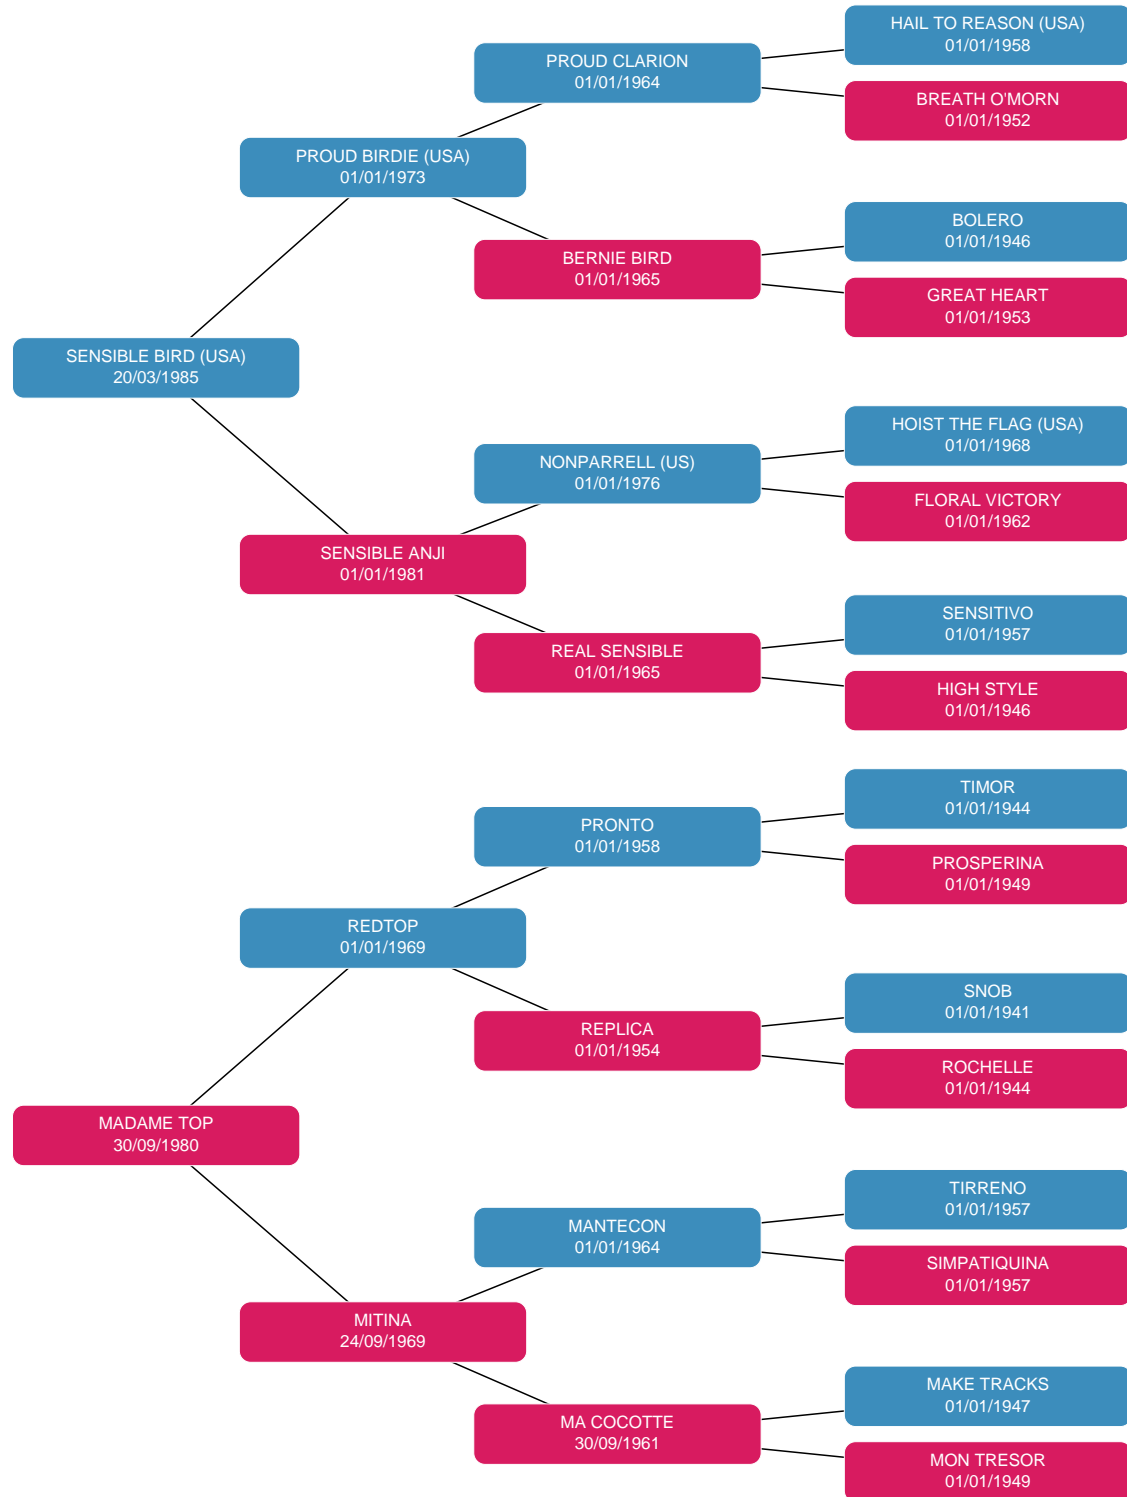 HAIL TO REASON (USA)
01/01/1958
PROUD CLARION
01/01/1964
BREATH O'MORN
01/01/1952
PROUD BIRDIE (USA)
01/01/1973
BOLERO
01/01/1946
BERNIE BIRD
01/01/1965
GREAT HEART
01/01/1953
SENSIBLE BIRD (USA)
20/03/1985
HOIST THE FLAG (USA)
01/01/1968
NONPARRELL (US)
01/01/1976
FLORAL VICTORY
01/01/1962
SENSIBLE ANJI
01/01/1981
SENSITIVO
01/01/1957
REAL SENSIBLE
01/01/1965
HIGH STYLE
01/01/1946
TIMOR
01/01/1944
PRONTO
01/01/1958
PROSPERINA
01/01/1949
REDTOP
01/01/1969
SNOB
01/01/1941
REPLICA
01/01/1954
ROCHELLE
01/01/1944
MADAME TOP
30/09/1980
TIRRENO
01/01/1957
MANTECON
01/01/1964
SIMPATIQUINA
01/01/1957
MITINA
24/09/1969
MAKE TRACKS
01/01/1947
MA COCOTTE
30/09/1961
MON TRESOR
01/01/1949